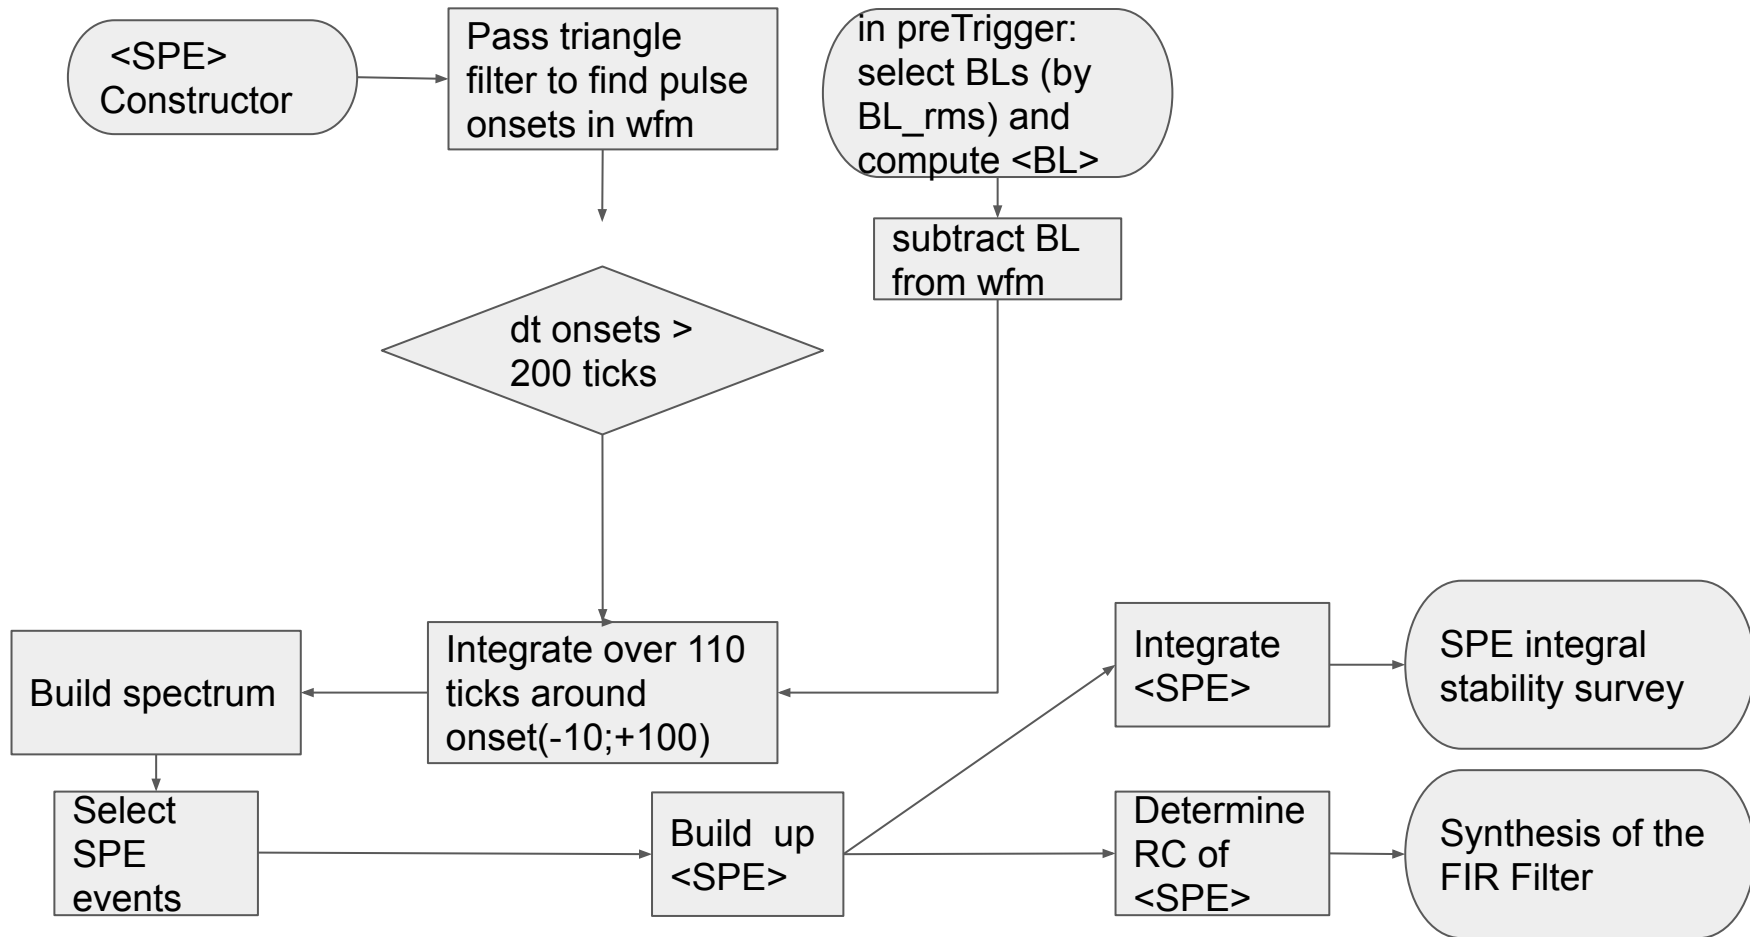 <SPE>
Constructor
Pass triangle
filter to find pulse
onsets in wfm
in preTrigger:
select BLs (by
BL_rms) and
compute <BL>
subtract BL
from wfm
dt onsets >
200 ticks
Build spectrum
Integrate over 110
ticks around
onset(-10;+100)
Integrate
<SPE>
SPE integral
stability survey
Select
SPE
events
Build  up
<SPE>
Determine
RC of
<SPE>
Synthesis of the
FIR Filter